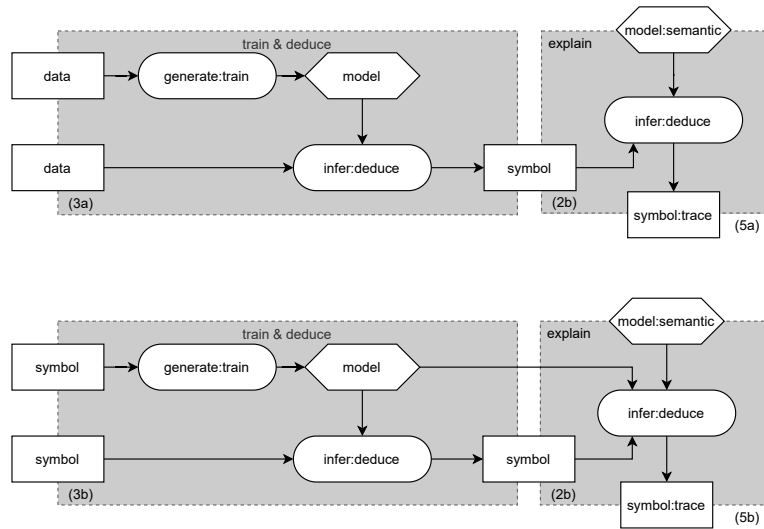 train & deduce
explain
model:semantic
data
generate:train
model
infer:deduce
data
infer:deduce
symbol
symbol:trace
(3a)
(2b)
(5a)
train & deduce
explain
model:semantic
symbol
generate:train
model
infer:deduce
symbol
infer:deduce
symbol
symbol:trace
(3b)
(2b)
(5b)